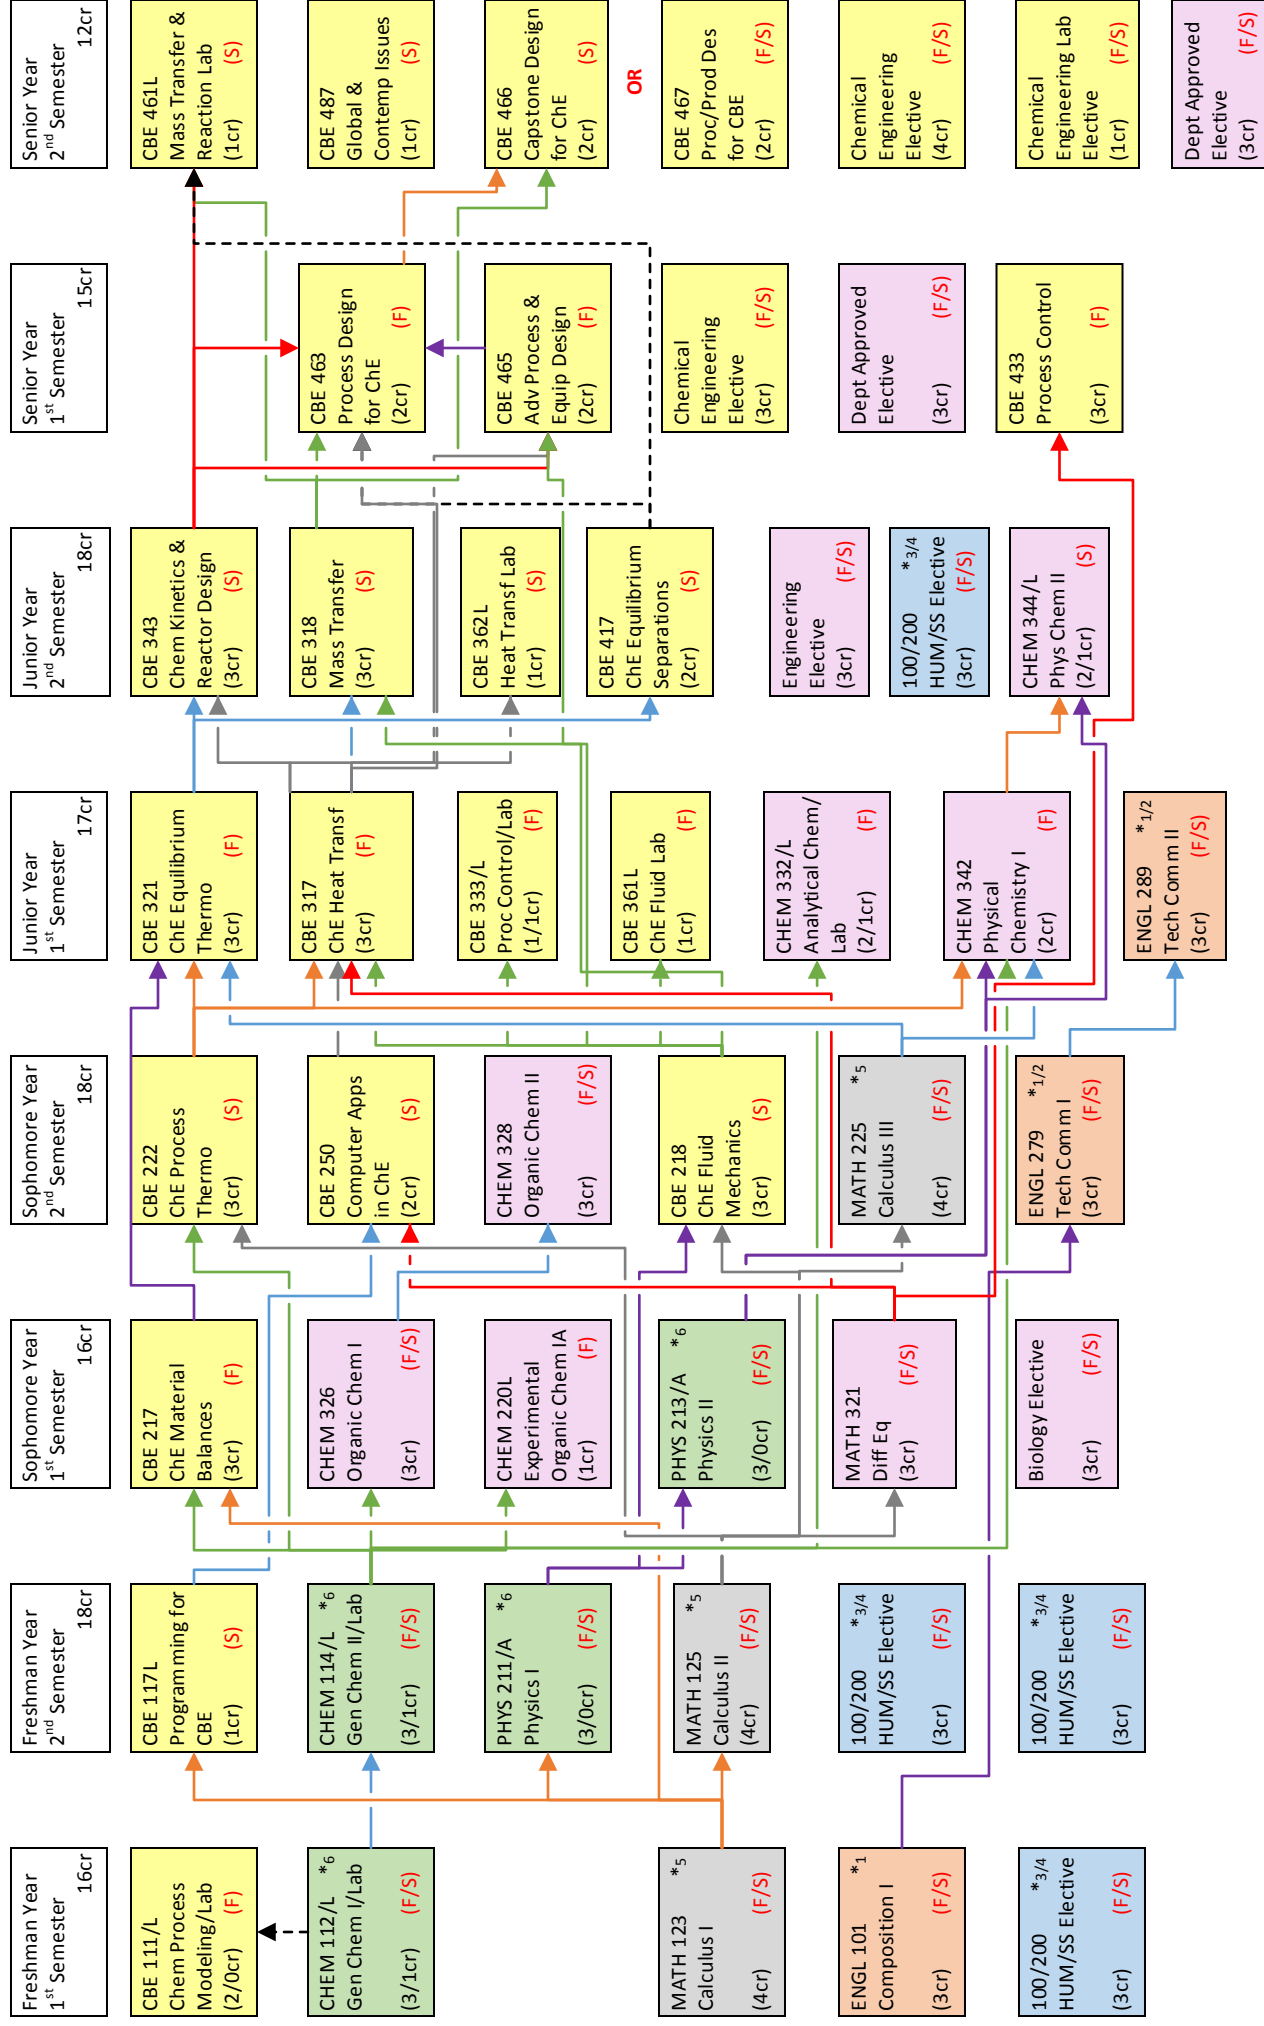 Freshman Year
1st Semester 16cr
CBE 111/L
Chem Process
Modeling/Lab
(2/0cr) (F)
CHEM 112/L *6
Gen Chem I/Lab
(3/1cr) (F/S)
MATH 123 *5
Calculus I
(4cr) (F/S)
ENGL 101 *1
Composition I
(3cr) (F/S)
100/200 *3/4
HUM/SS Elective
(3cr) (F/S)
Freshman Year
2nd Semester 18cr
CBE 117L
Programming for
CBE
(1cr) (S)
CHEM 114/L *6
Gen Chem II/Lab
(3/1cr) (F/S)
PHYS 211/A *6
Physics I
(3/0cr) (F/S)
MATH 125 *5
Calculus II
(4cr) (F/S)
100/200 *3/4
HUM/SS Elective
(3cr) (F/S)
100/200 *3/4
HUM/SS Elective
(3cr) (F/S)
Sophomore Year
1st Semester 16cr
CBE 217
ChE Material
Balances
(3cr) (F)
CHEM 326
Organic Chem I
(3cr) (F/S)
CHEM 220L
Experimental
Organic Chem IA
(1cr) (F)
PHYS 213/A *6
Physics II
(3/0cr) (F/S)
MATH 321
Diff Eq
(3cr) (F/S)
Biology Elective
(3cr) (F/S)
Sophomore Year
2nd Semester 18cr
CBE 222
ChE Process
Thermo
(3cr) (S)
CBE 250
Computer Apps
in ChE
(2cr) (S)
CHEM 328
Organic Chem II
(3cr) (F/S)
CBE 218
ChE Fluid
Mechanics
(3cr) (S)
MATH 225 *5
Calculus III
(4cr) (F/S)
ENGL 279 *1/2
Tech Comm I
(3cr) (F/S)
Junior Year
1st Semester 17cr
CBE 321
ChE Equilibrium
Thermo
(3cr) (F)
CBE 317
ChE Heat Transf
(3cr) (F)
CBE 333/L
Proc Control/Lab
(1/1cr) (F)
CBE 361L
ChE Fluid Lab
(1cr) (F)
CHEM 332/L
Analytical Chem/
Lab
(2/1cr) (F)
CHEM 342
Physical
Chemistry I
(2cr) (F)
ENGL 289 *1/2
Tech Comm II
(3cr) (F/S)
Junior Year
2nd Semester 18cr
CBE 343
Chem Kinetics &
Reactor Design
(3cr) (S)
CBE 318
Mass Transfer
(3cr) (S)
CBE 362L
Heat Transf Lab
(1cr) (S)
CBE 417
ChE Equilibrium
Separations
(2cr) (S)
Engineering
Elective
(3cr) (F/S)
100/200 *3/4
HUM/SS Elective
(3cr) (F/S)
CHEM 344/L
Phys Chem II
(2/1cr) (S)
Senior Year
1st Semester 15cr
CBE 463
Process Design
for ChE
(2cr) (F)
CBE 465
Adv Process &
Equip Design
(2cr) (F)
Chemical
Engineering
Elective
(3cr) (F/S)
Dept Approved
Elective
(3cr) (F/S)
CBE 433
Process Control
(3cr) (F)
Senior Year
2nd Semester 12cr
CBE 461L
Mass Transfer &
Reaction Lab
(1cr) (S)
CBE 487
Global &
Contemp Issues
(1cr) (S)
CBE 466
Capstone Design
for ChE
(2cr) (S)
OR
CBE 467
Proc/Prod Des
for CBE
(2cr) (F/S)
Chemical
Engineering
Elective
(4cr) (F/S)
Chemical
Engineering Lab
Elective
(1cr) (F/S)
Dept Approved
Elective
(3cr) (F/S)